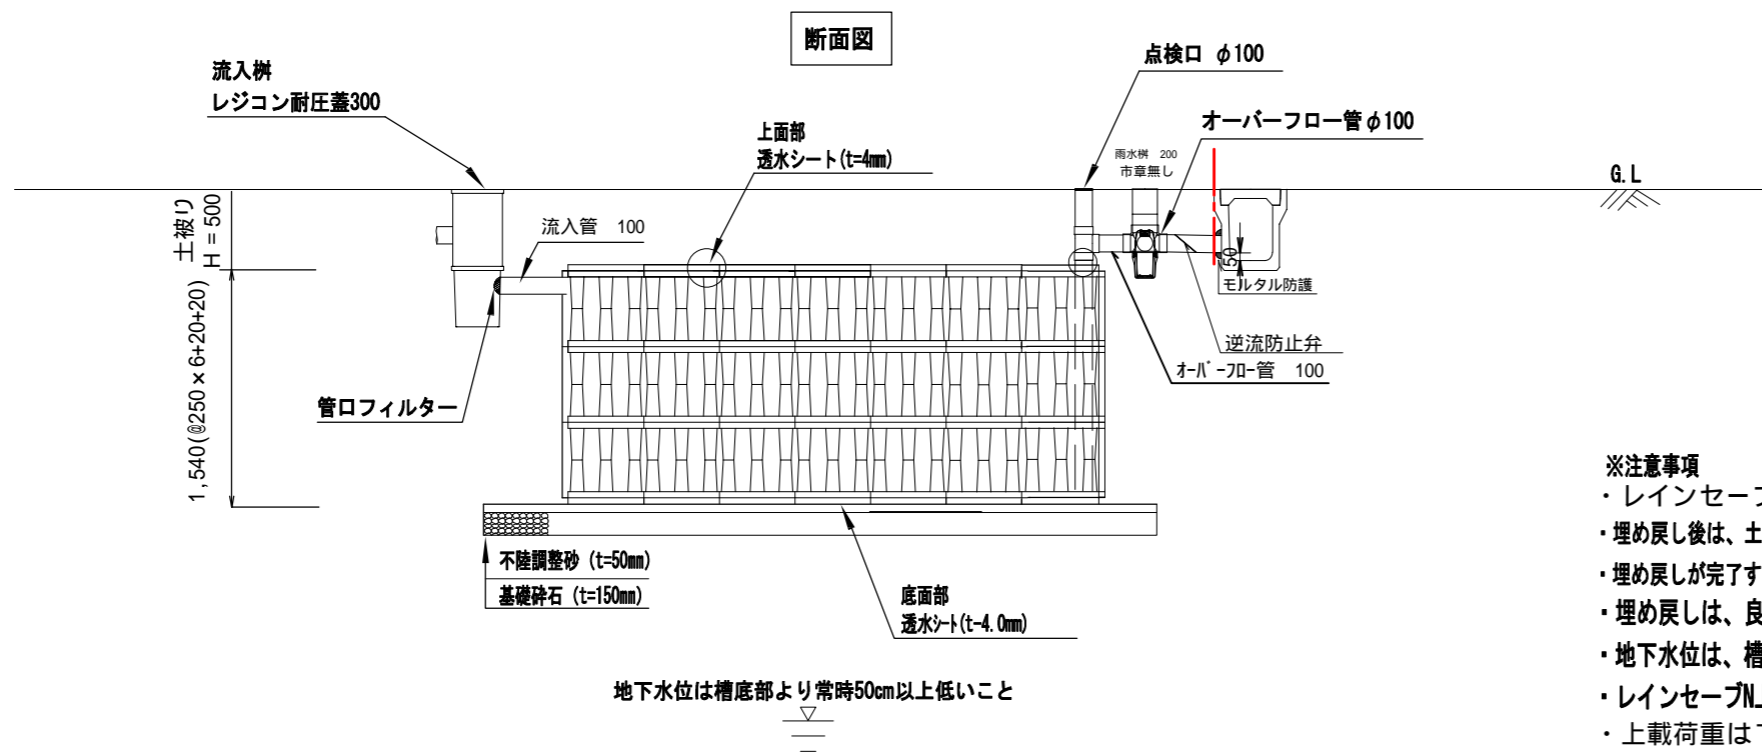 断面図
流入桝
レジコン耐圧蓋300
上面部
透水シート(t=4㎜)
点検口 φ100
オーバーフロー管φ100
雨水桝 200
市章無し
G.L
土被り
H=500
流入管 100
50
モルタル防護
逆流防止弁
オーバーフロー管 100
管口フィルター
1,540(@250×6+20+20)
不陸調整砂 (t=50㎜)
基礎砕石 (t=150㎜)
底面部
透水シート(t-4.0㎜)
地下水位は槽底部より常時50㎝以上低いこと
※注意事項
・レインセーブ
・埋め戻し後は、土
・埋め戻しが完了す
・埋め戻しは、良
・地下水位は、槽
・レインセーブN
・上載荷重は